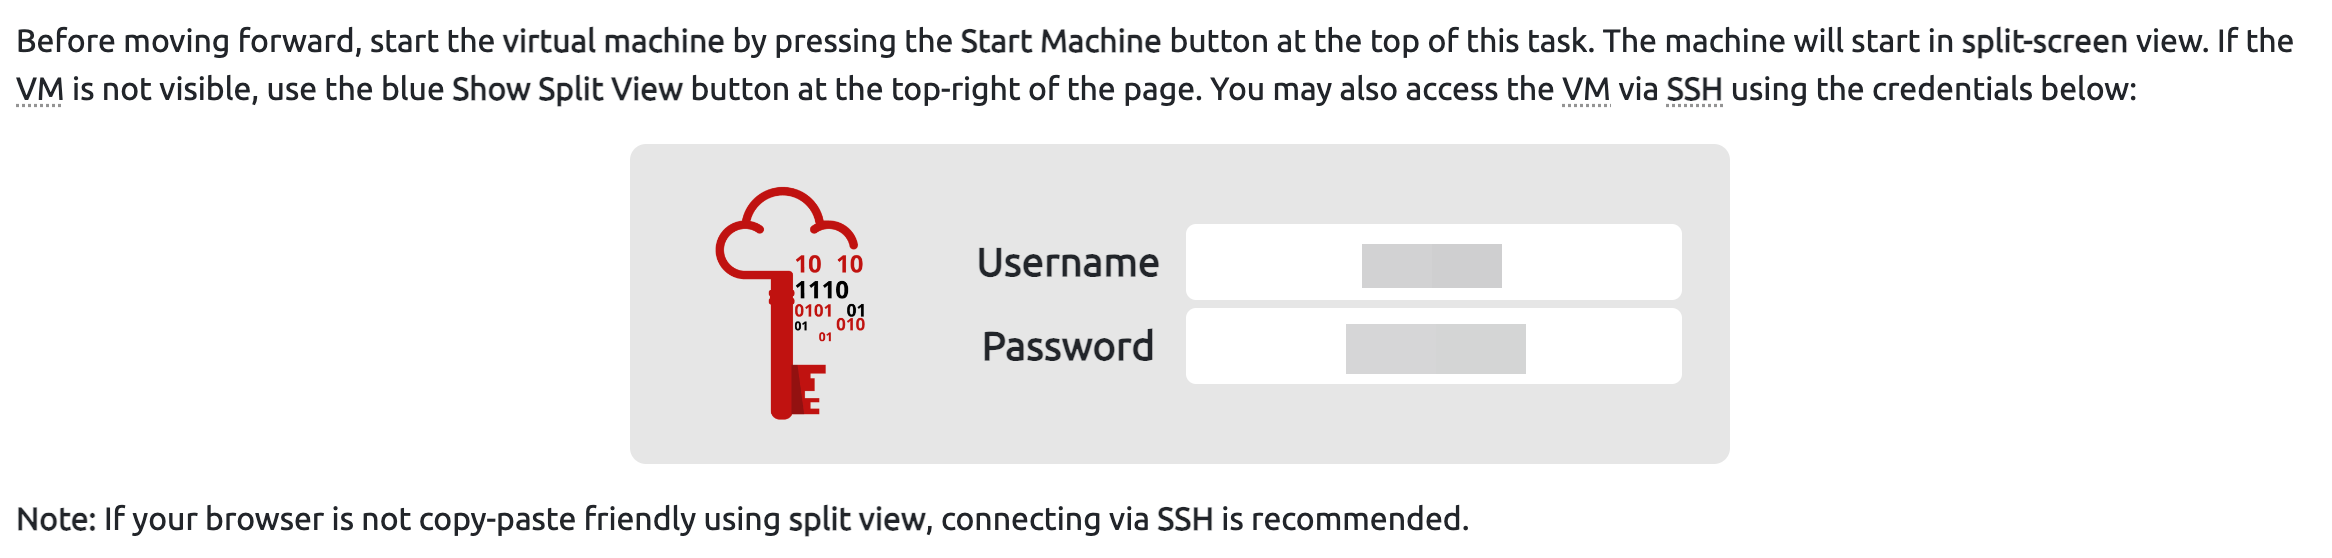 Before moving forward, start the virtual machine by pressing the Start Machine button at the top of this task. The machine will start in split-screen view. If the
VM is not visible, use the blue Show Split View button at the top-right of the page. You may also access the VM via SSH using the credentials below:
10 10
1110
0101 01
01 010
01
Username
Password
Note: If your browser is not copy-paste friendly using split view, connecting via SSH is recommended.